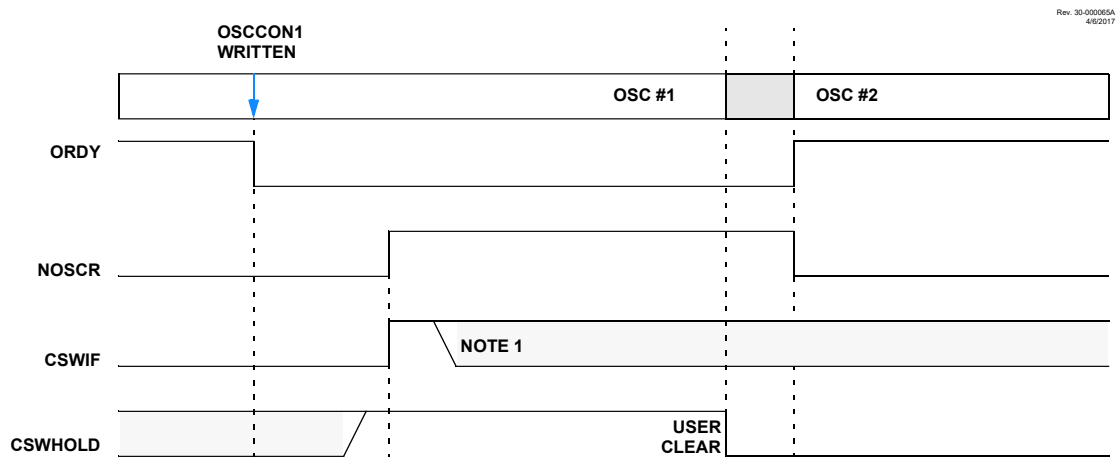 Rev. 30-000065A
4/6/2017
OSCCON1
WRITTEN
OSC #1
OSC #2
ORDY
NOSCR
CSWIF
NOTE 1
CSWHOLD
USER
CLEAR